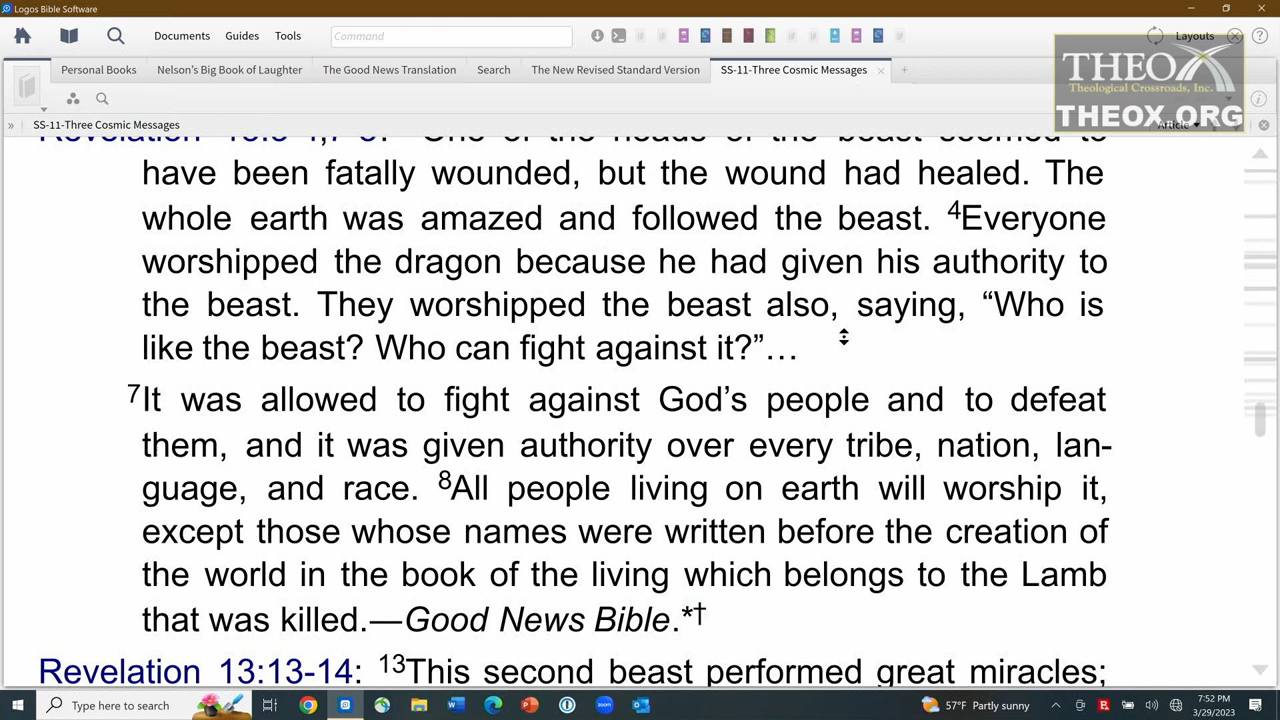 Logos Bible Software
Documents Guides Tools Command Layouts
Personal Books Nelson's Big Book of Laughter The Good News Translation Search The New Revised Standard Version SS-11-Three Cosmic Messages
THEOX
Theological Crossroads, Inc.
THEOX.ORG
SS-11-Three Cosmic Messages
have been fatally wounded, but the wound had healed. The
whole earth was amazed and followed the beast. 4Everyone
worshipped the dragon because he had given his authority to
the beast. They worshipped the beast also, saying, “Who is
like the beast? Who can fight against it?”…
7It was allowed to fight against God’s people and to defeat
them, and it was given authority over every tribe, nation, lan-
guage, and race. 8All people living on earth will worship it,
except those whose names were written before the creation of
the world in the book of the living which belongs to the Lamb
that was killed.—Good News Bible.*†
Revelation 13:13-14: 13This second beast performed great miracles;
Type here to search
57°F Partly sunny
7:52 PM
3/29/2023